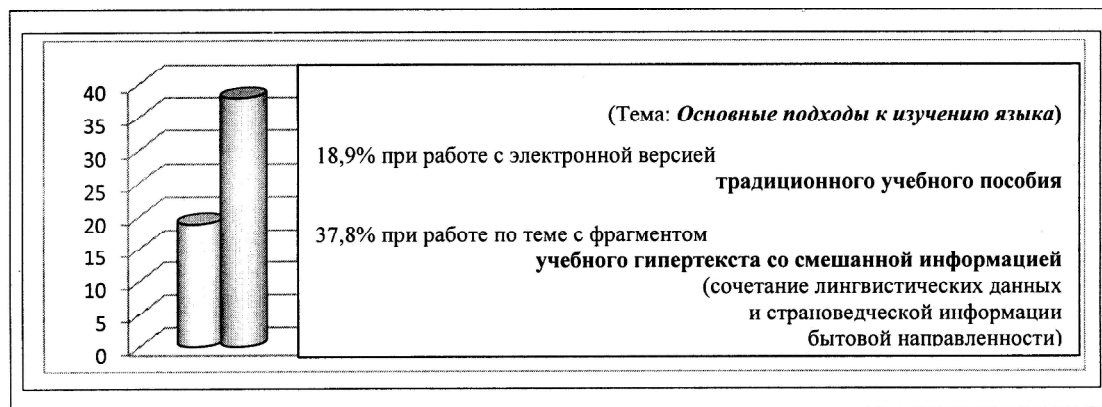 40
35
30
25
20
15
10
5
0
(Тема: Основные подходы к изучению языка)
18,9% при работе с электронной версией
традиционного учебного пособия
37,8% при работе по теме с фрагментом
учебного гипертекста со смешанной информацией
(сочетание лингвистических данных
и страноведческой информации
бытовой направленности)